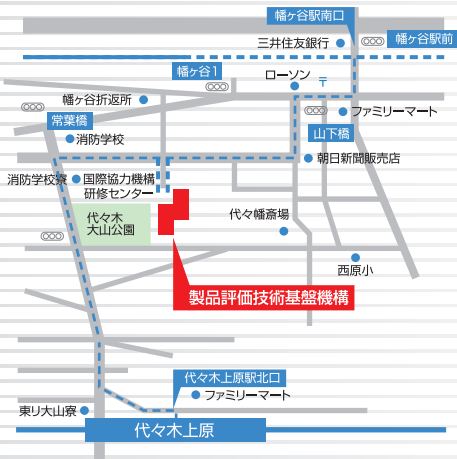 幡ヶ谷駅南口
三井住友銀行
幡ヶ谷駅前
幡ヶ谷1
ローソン
〒
幡ヶ谷折返所
ファミリーマート
常葉橋
消防学校
山下橋
朝日新聞販売店
消防学校寮
国際協力機構
研修センター
代々木
大山公園
代々幡斎場
西原小
製品評価技術基盤機構
代々木上原駅北口
ファミリーマート
東リ大山寮
代々木上原